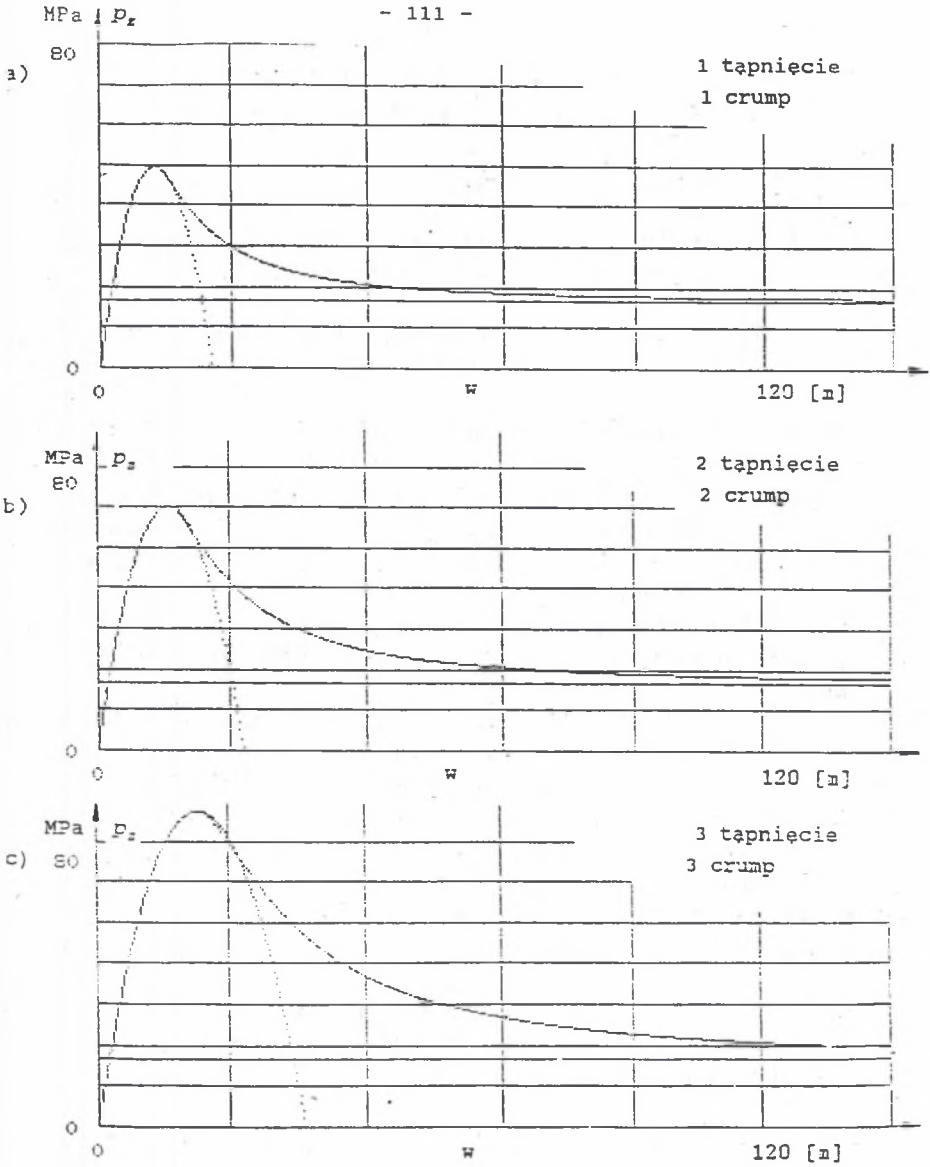 - 111 -
MPa p_z
80
a)
1 tąpnięcie
1 crump
0
0 w 120 [m]
MPa p_z
80
b)
2 tąpnięcie
2 crump
0
0 w 120 [m]
MPa p_z
c) 80
3 tąpnięcie
3 crump
0
0 w 120 [m]